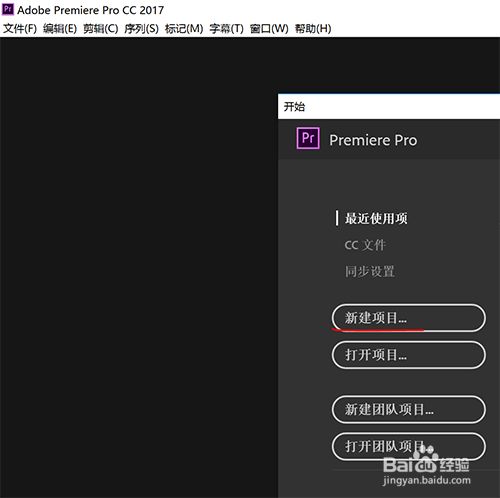 Adobe Premiere Pro CC 2017
文件(F) 编辑(E) 剪辑(C) 序列(S) 标记(M) 字幕(T) 窗口(W) 帮助(H)
开始
Pr Premiere Pro
最近使用项
CC 文件
同步设置
新建项目...
打开项目...
新建团队项目...
打开团队项目
Baidu 经验
jingyan.baidu.com